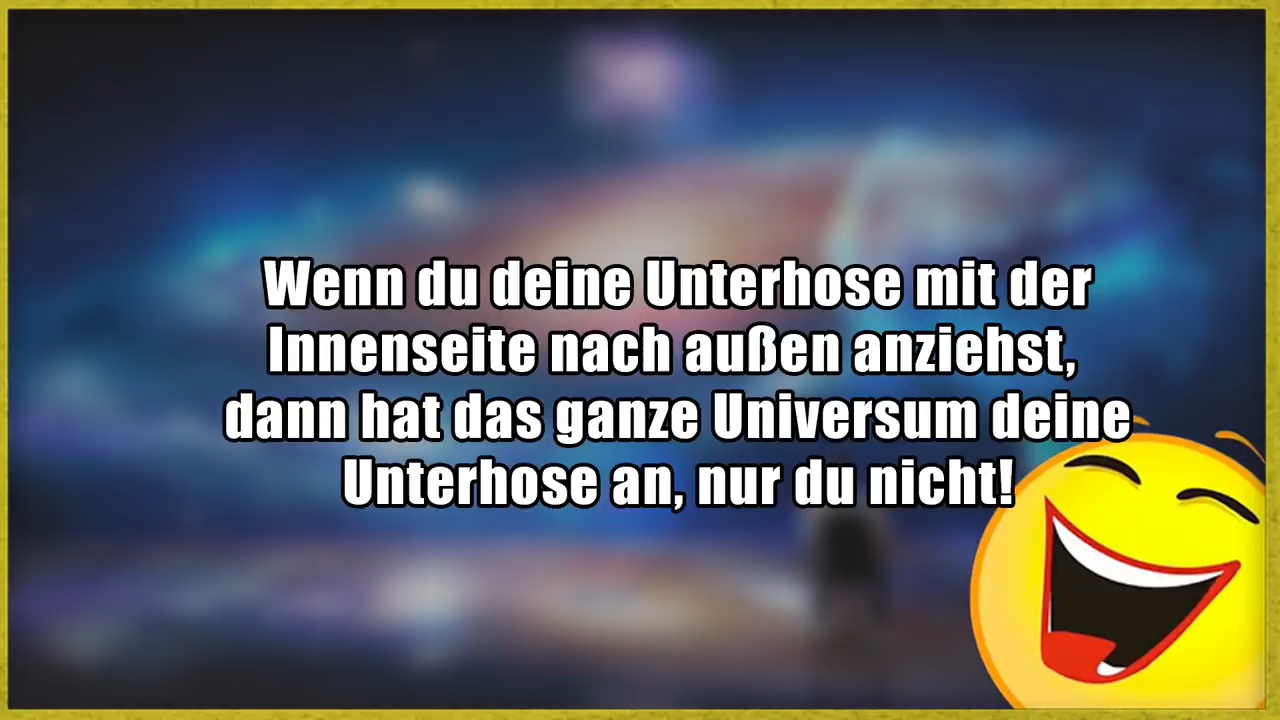 Wenn du deine Unterhose mit der
Innenseite nach außen anziehst,
dann hat das ganze Universum deine
Unterhose an, nur du nicht!